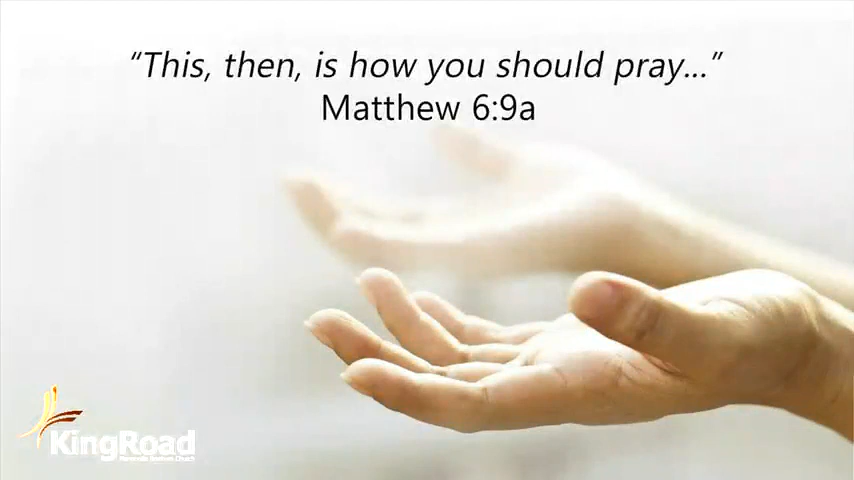 “This, then, is how you should pray...”
Matthew 6:9a
KingRoad